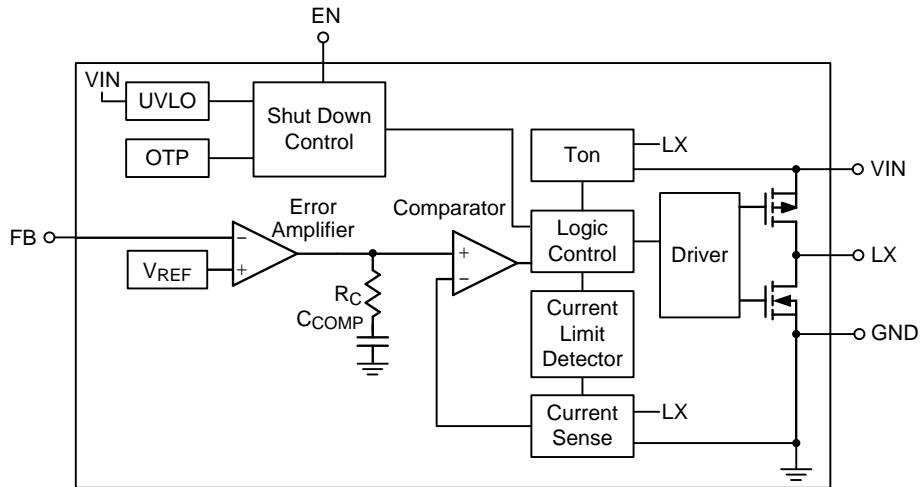 EN
VIN
UVLO
Shut Down
Control
OTP
Ton
LX
VIN
Error
Amplifier
Comparator
Logic
Control
Driver
FB
−
+
VREF
+
−
LX
RC
CCOMP
Current
Limit
Detector
GND
Current
Sense
LX